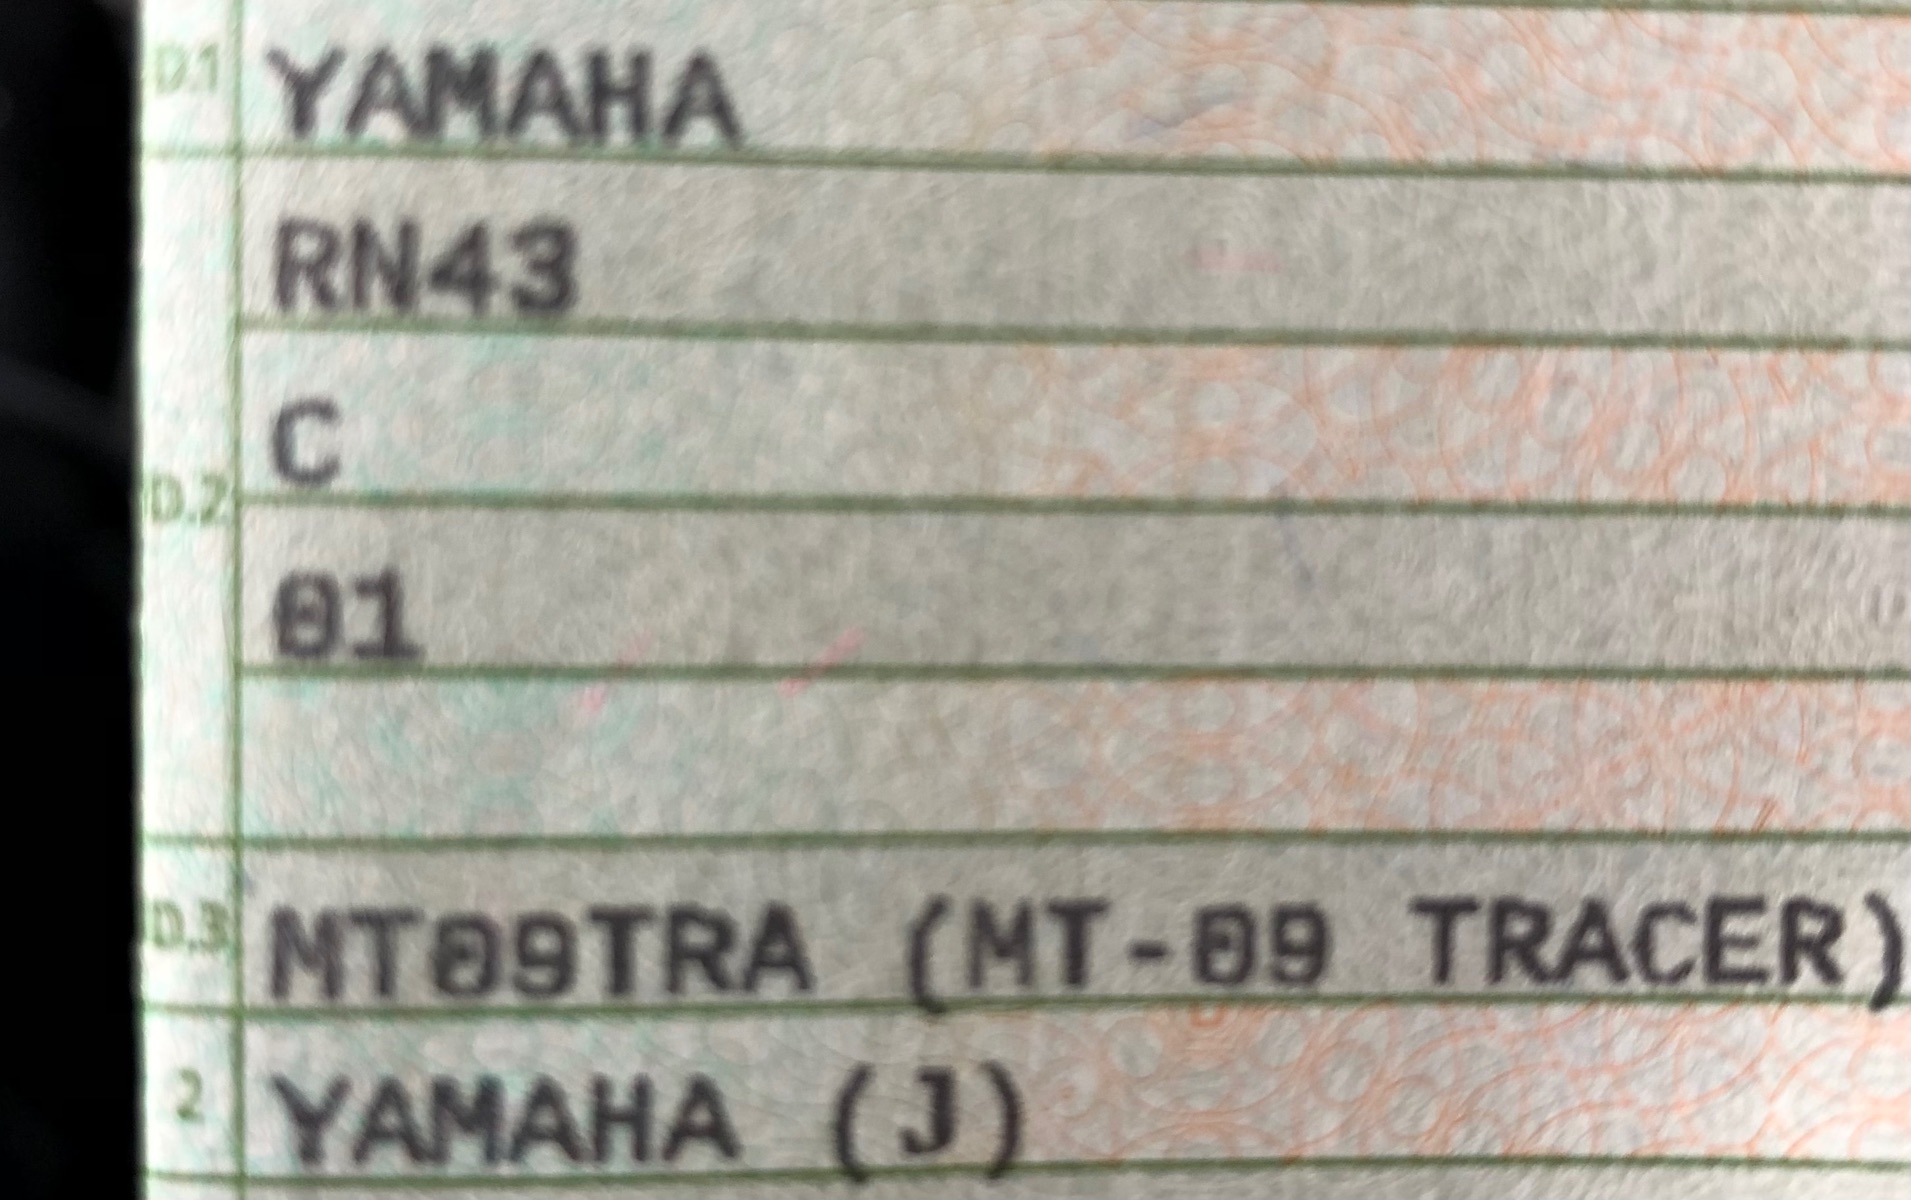 D.1 YAMAHA
RN43
C
D.2
01
D.3 MT09TRA (MT-09 TRACER)
2 YAMAHA (J)